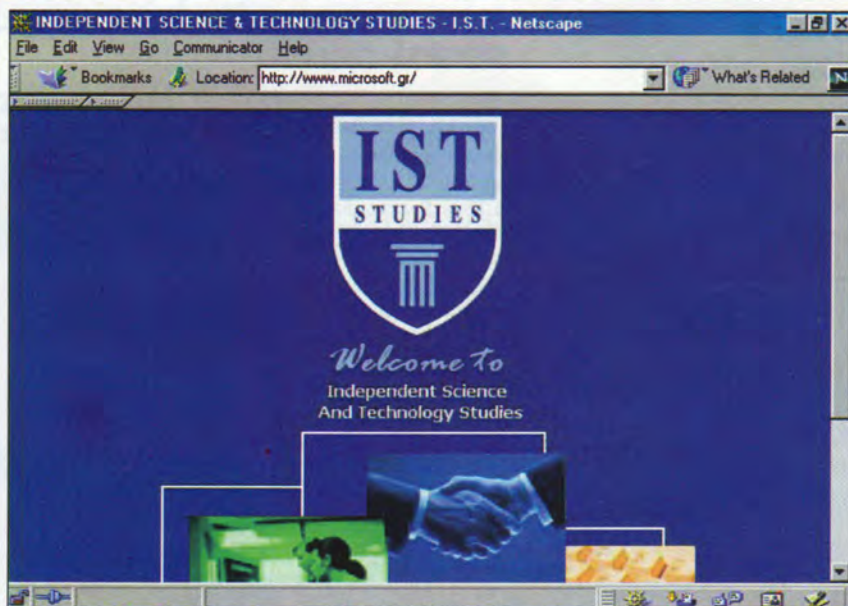 INDEPENDENT SCIENCE & TECHNOLOGY STUDIES - I.S.T. - Netscape
File Edit View Go Communicator Help
Bookmarks Location: http://www.microsoft.gr/ What's Related N
IST
STUDIES
Welcome To
Independent Science
And Technology Studies